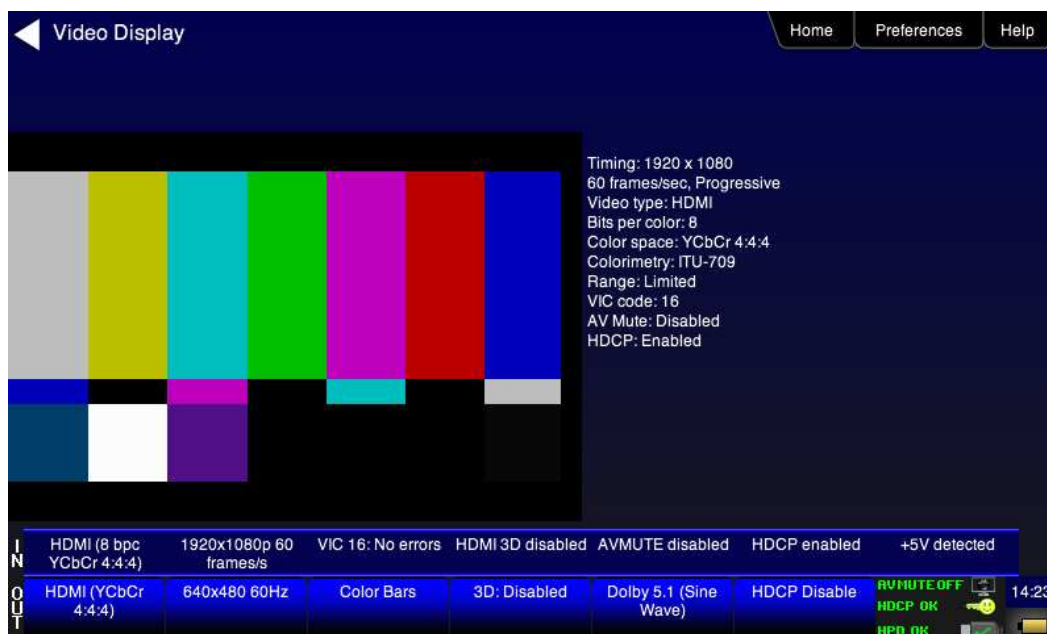 Video Display
Home
Preferences
Help
Timing: 1920 x 1080
60 frames/sec, Progressive
Video type: HDMI
Bits per color: 8
Color space: YCbCr 4:4:4
Colorimetry: ITU-709
Range: Limited
VIC code: 16
AV Mute: Disabled
HDCP: Enabled
IN
HDMI (8 bpc
YCbCr 4:4:4)
1920x1080p 60
frames/s
VIC 16: No errors
HDMI 3D disabled
AVMUTE disabled
HDCP enabled
+5V detected
OUT
HDMI (YCbCr
4:4:4)
640x480 60Hz
Color Bars
3D: Disabled
Dolby 5.1 (Sine
Wave)
HDCP Disable
AVMUTE OFF
HDCP OK
HPD OK
14:23